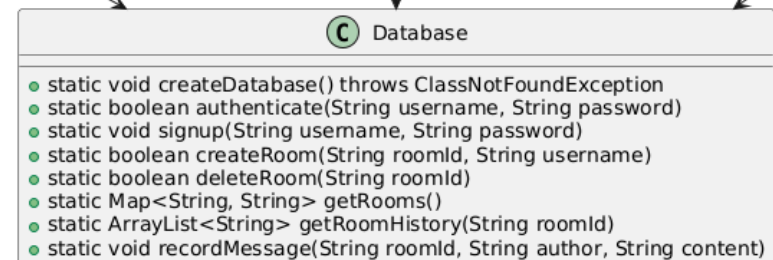 C Database
static void createDatabase() throws ClassNotFoundException
static boolean authenticate(String username, String password)
static void signup(String username, String password)
static boolean createRoom(String roomId, String username)
static boolean deleteRoom(String roomId)
static Map<String, String> getRooms()
static ArrayList<String> getRoomHistory(String roomId)
static void recordMessage(String roomId, String author, String content)